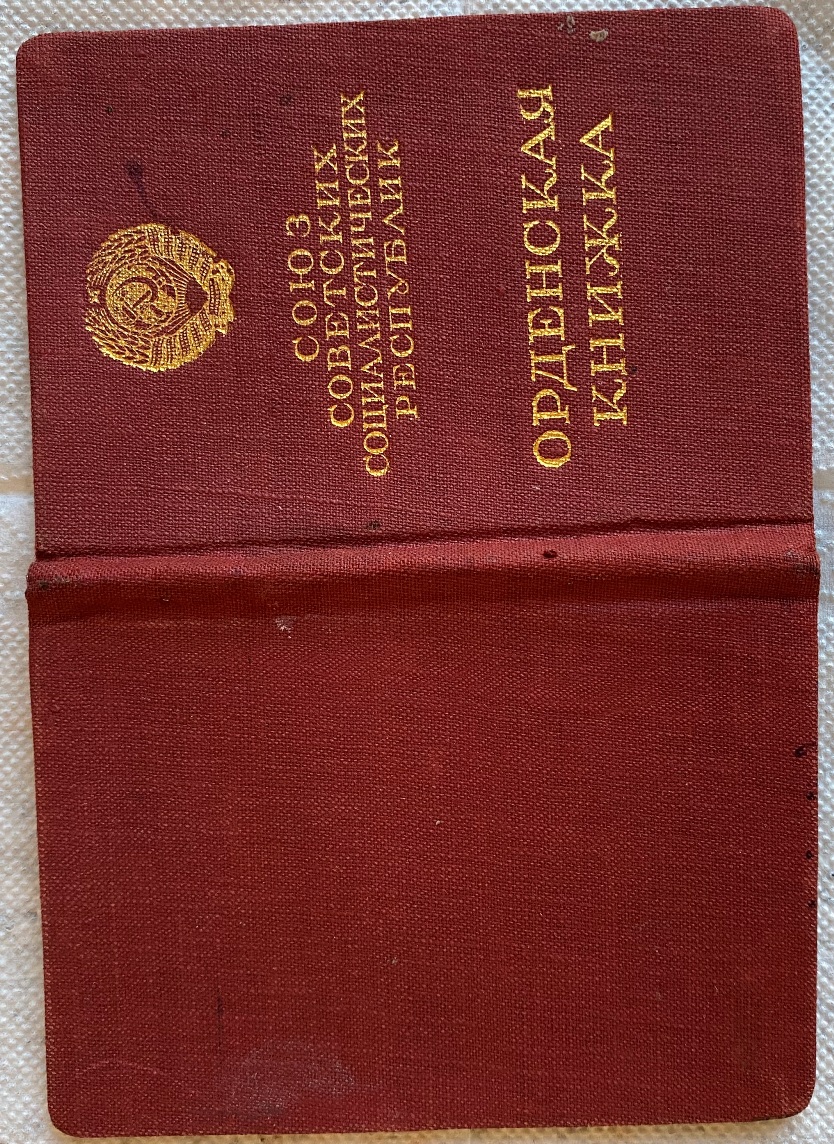 СОЮЗ
СОВЕТСКИХ
СОЦИАЛИСТИЧЕСКИХ
РЕСПУБЛИК
ОРДЕНСКАЯ
КНИЖКА